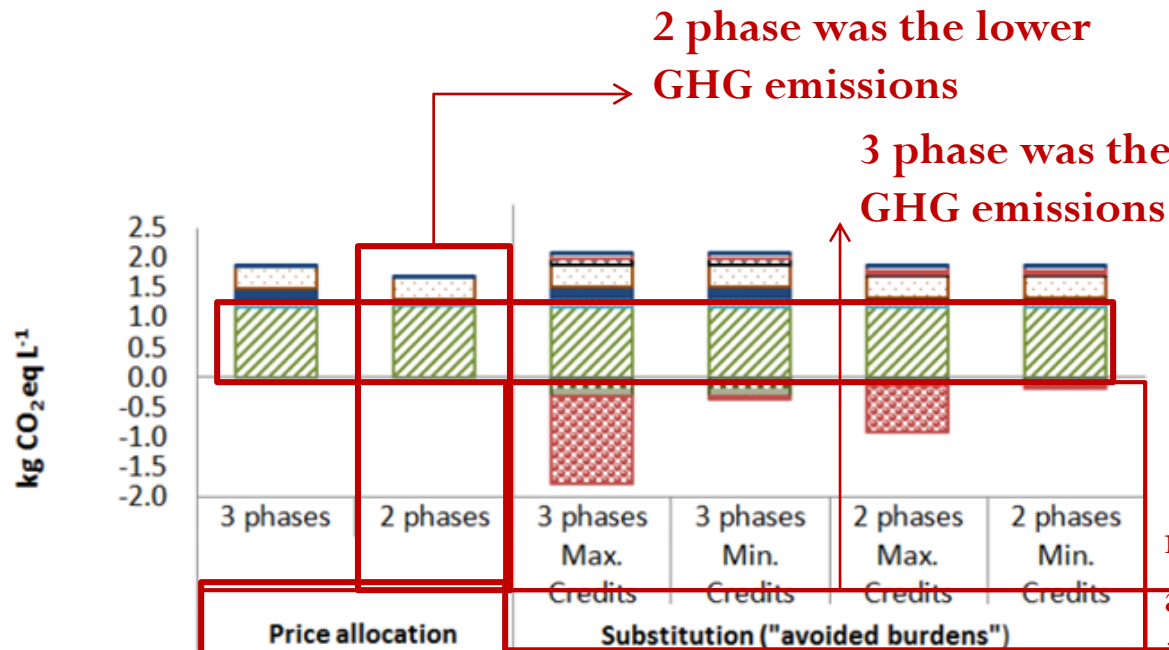 2 phase was the lower
GHG emissions
3 phase was the
GHG emissions
kg CO₂eq L⁻¹
2.5
2.0
1.5
1.0
0.5
0.0
-0.5
-1.0
-1.5
-2.0
3 phases
2 phases
3 phases
Max.
Credits
3 phases
Min.
Credits
2 phases
Max.
Credits
2 phases
Min.
Credits
Price allocation
Substitution ("avoided burdens")